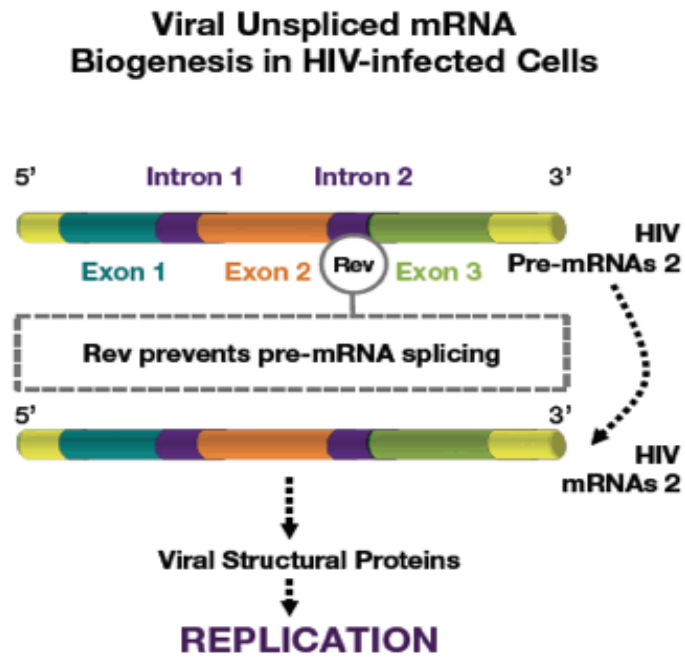 Viral Unspliced mRNA
Biogenesis in HIV-infected Cells
5’ Intron 1 Intron 2 3’
HIV
Pre-mRNAs 2
Exon 1 Exon 2 Rev Exon 3
Rev prevents pre-mRNA splicing
5’ 3’
HIV
mRNAs 2
Viral Structural Proteins
REPLICATION